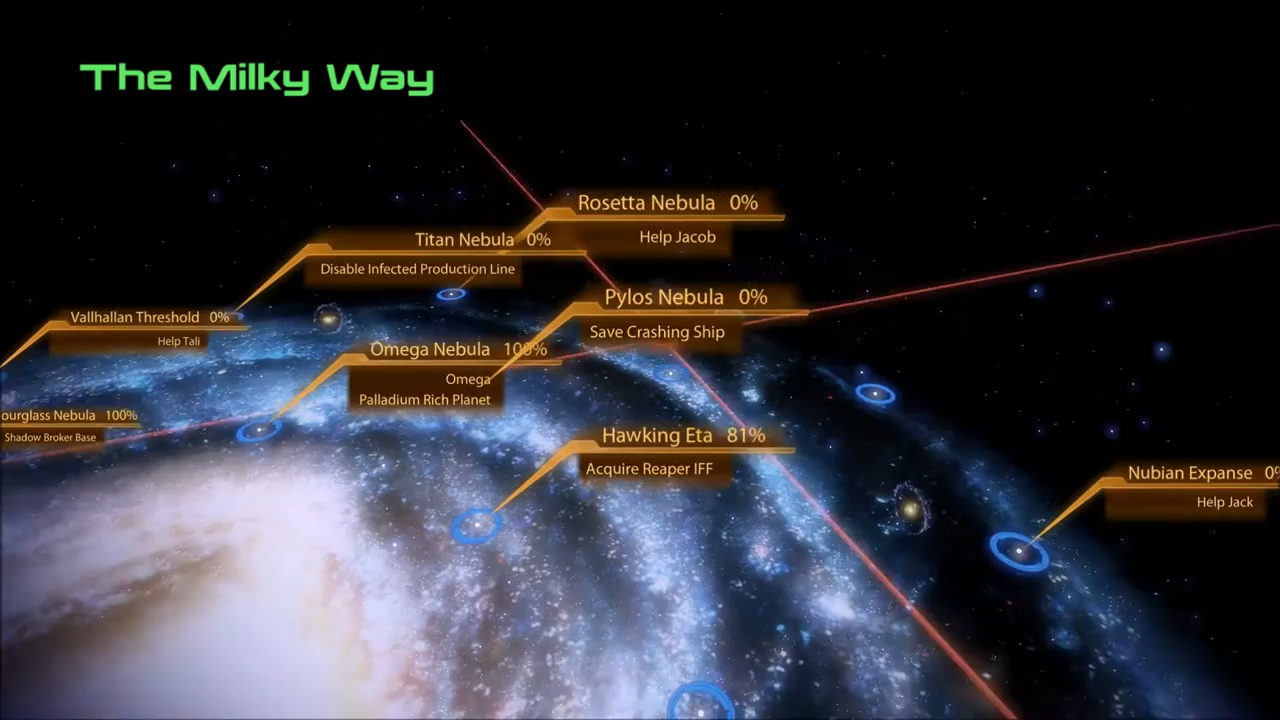 The Milky Way
Rosetta Nebula 0%
Help Jacob
Titan Nebula 0%
Disable Infected Production Line
Pylos Nebula 0%
Save Crashing Ship
Vallhallan Threshold 0%
Help Tali
Omega Nebula 100%
Omega
Palladium Rich Planet
ourglass Nebula 100%
Shadow Broker Base
Hawking Eta 81%
Acquire Reaper IFF
Nubian Expanse 0%
Help Jack